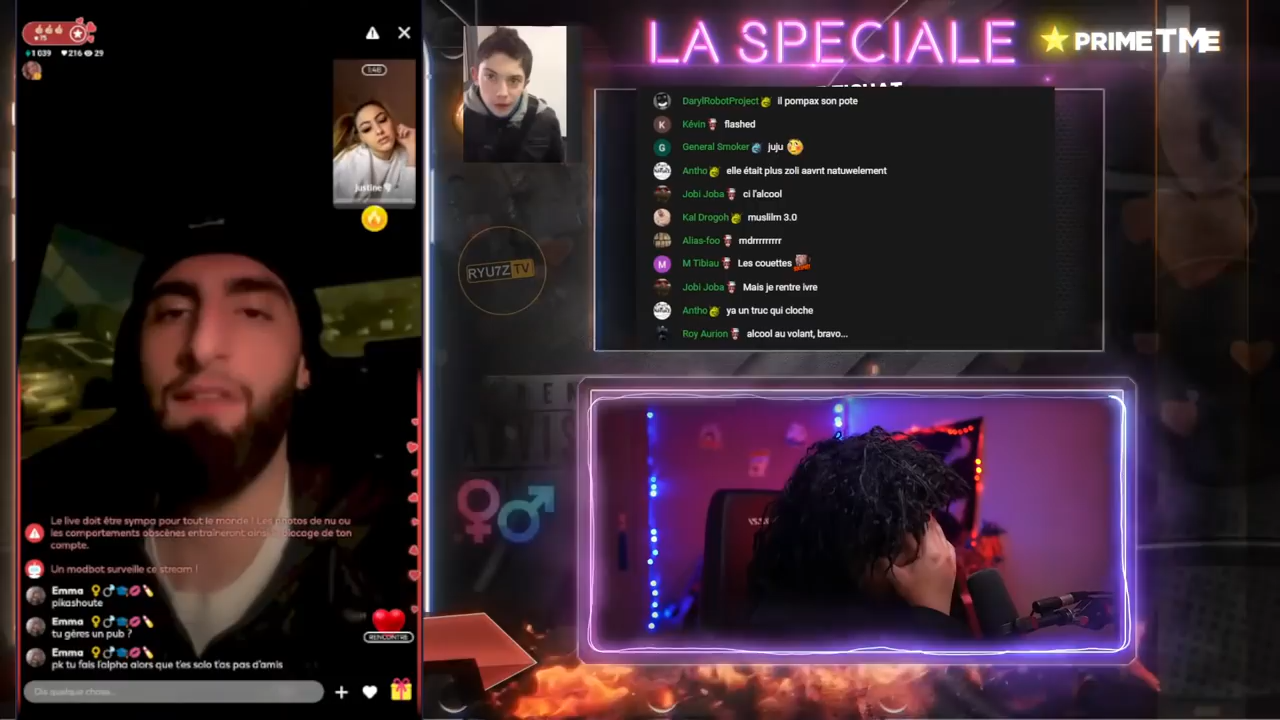 75
1 039 216 29
1:46
justine
Le live doit être sympa pour tout le monde ! Les photos de nu ou
les comportements obscènes entraîneront ainsi blocage de ton
compte.
Un modbot surveille ce stream !
Emma
pikashoute
Emma
tu gères un pub ?
Emma
pk tu fais l'alpha alors que t'es solo t'as pas d'amis
RENCONTRE
Dis quelque chose...
RYU7Z TV
LA SPECIALE
PRIMETME
DarylRobotProject il pompax son pote
Kévin flashed
General Smoker juju
Antho elle était plus zoli aavnt natuwelement
Jobi Joba ci l'alcool
Kal Drogoh muslilm 3.0
Alias-foo mdrrrrrrrr
M Tibiau Les couettes
Jobi Joba Mais je rentre ivre
Antho ya un truc qui cloche
Roy Aurion alcool au volant, bravo...